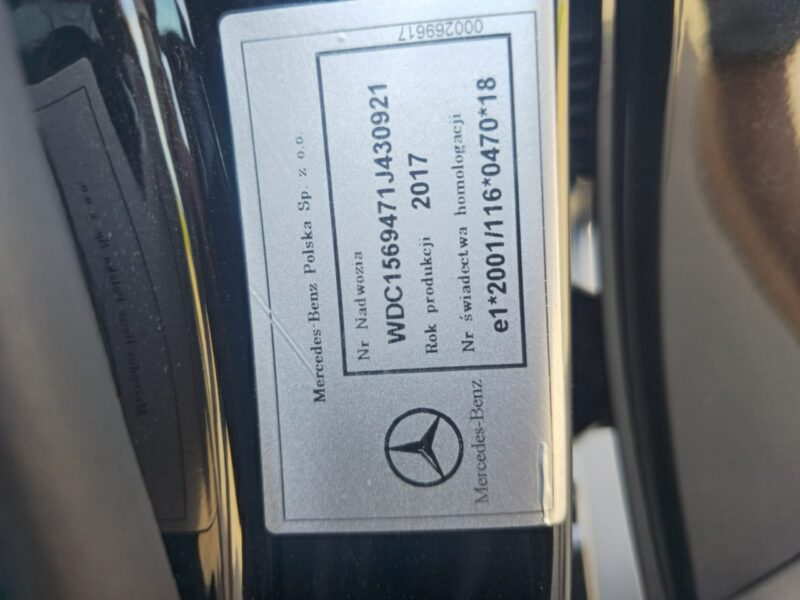 000269617
Mercedes-Benz Polska Sp. z o.o.
Nr Nadwozia
WDC1569471J430921
Rok produkcji 2017
Nr świadectwa homologacji
e1*2001/116*0470*18
Mercedes-Benz